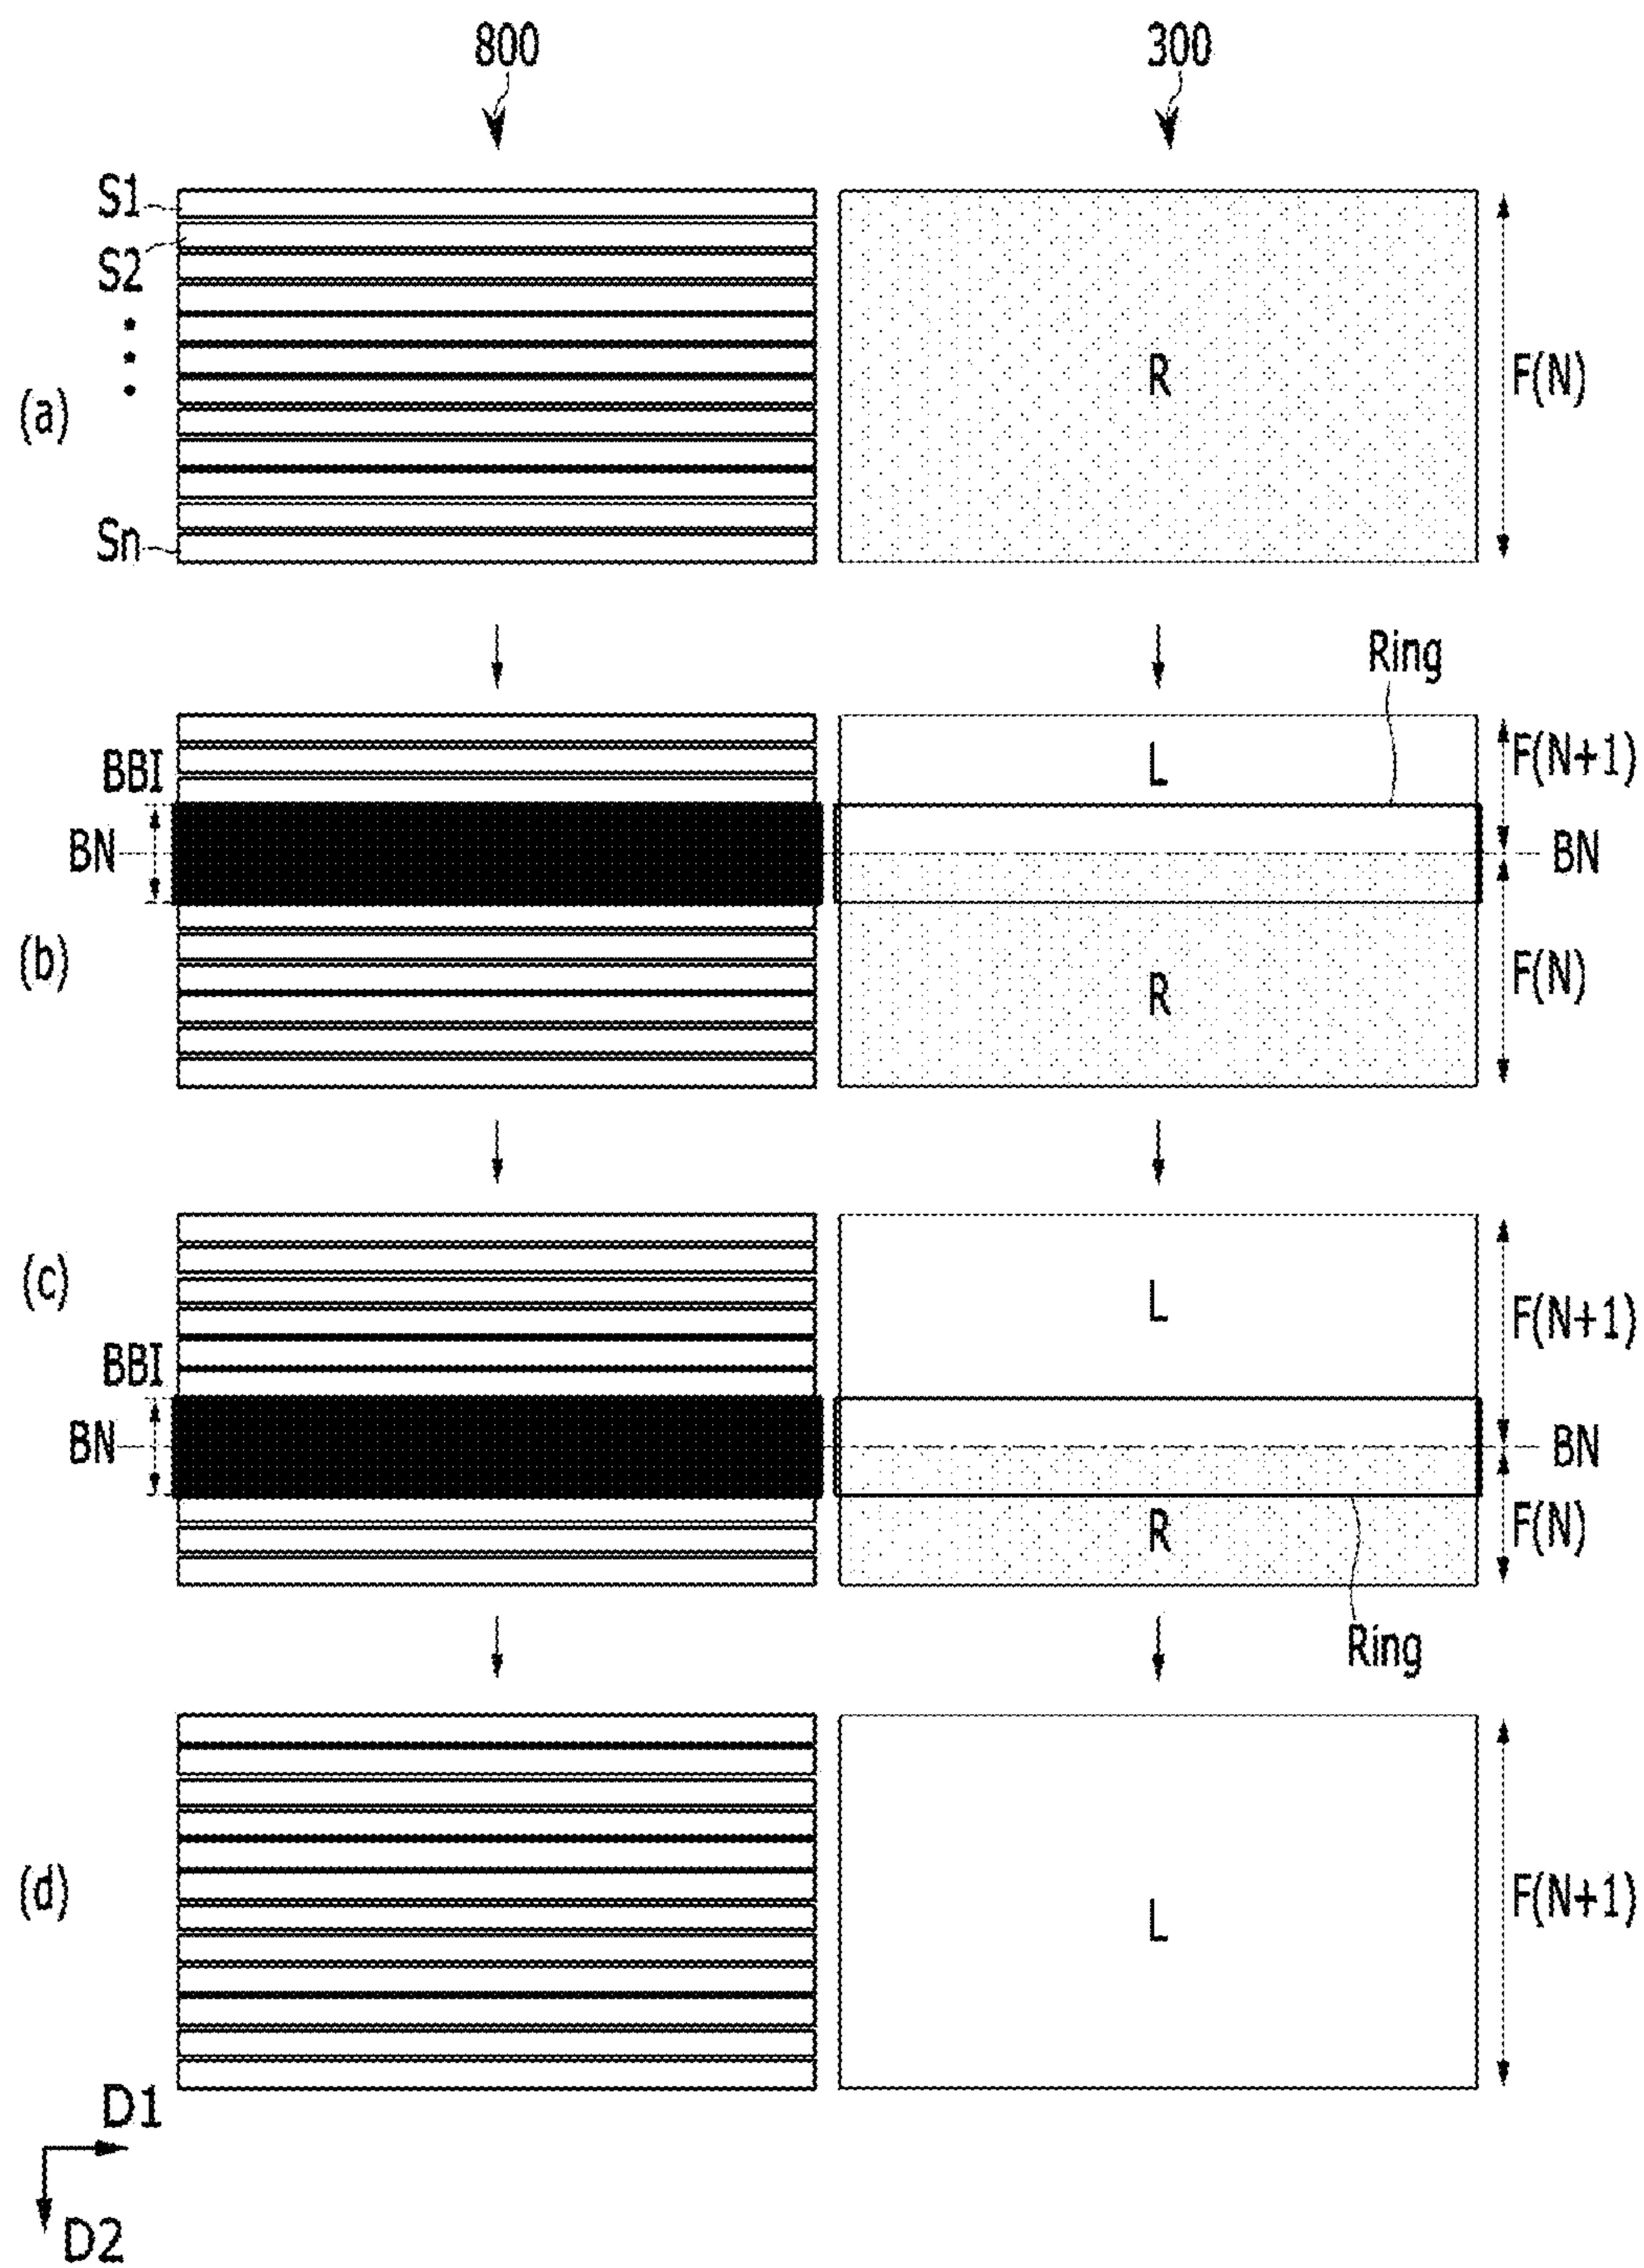 800 300
S1
S2
R F(N)
(a)
Sn
Ring
L F(N+1)
BBI
BN BN
(b) R F(N)
(c) L F(N+1)
BBI
BN BN
R F(N)
Ring
(d) L F(N+1)
D1
D2